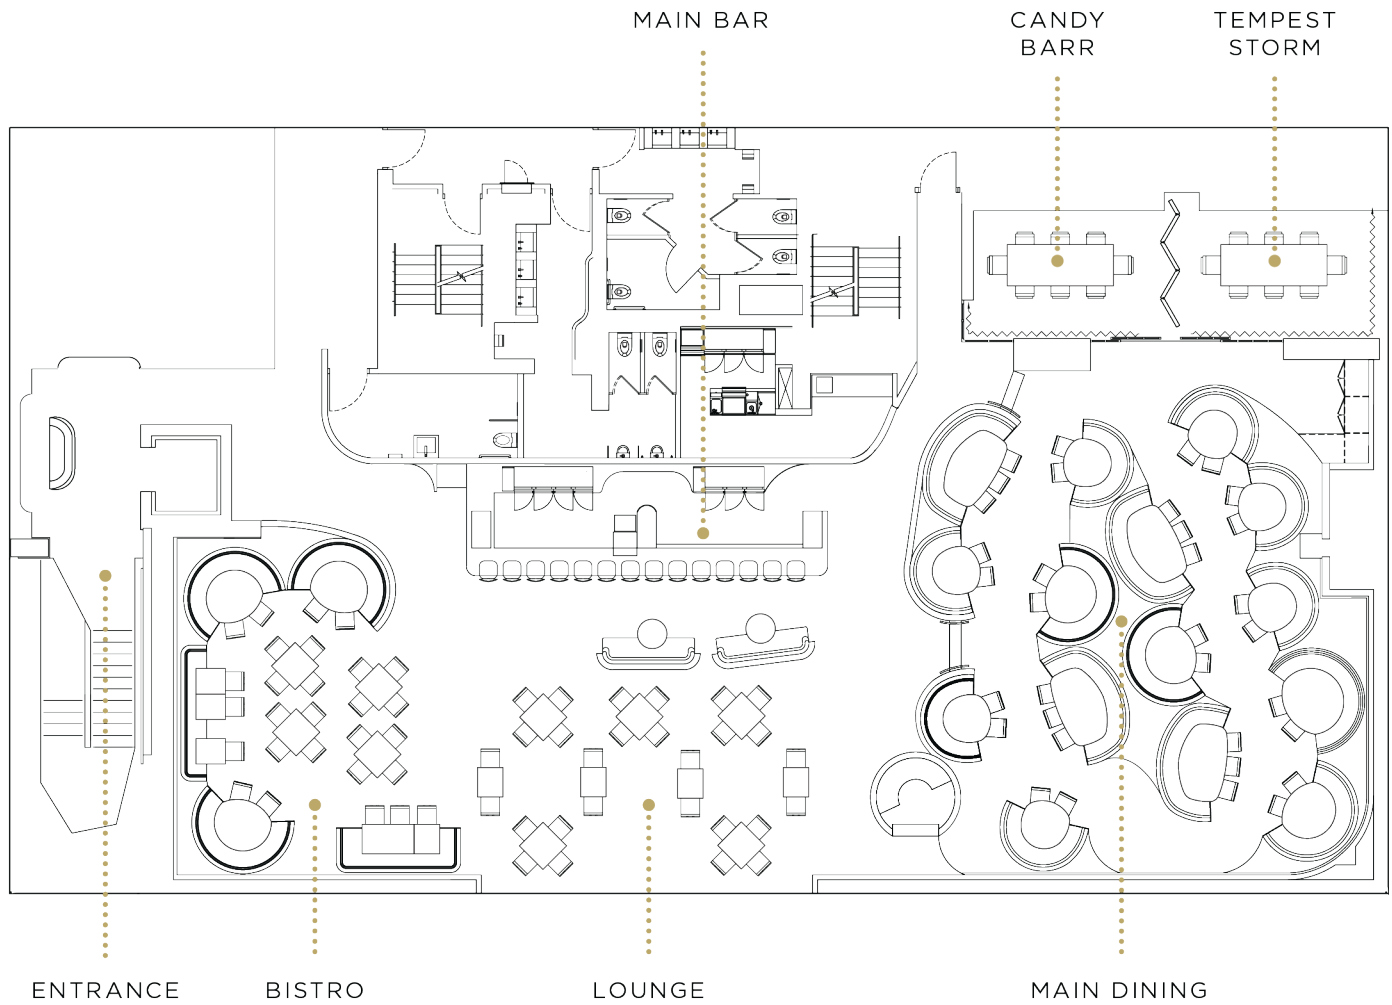 MAIN BAR
CANDY
BARR
TEMPEST
STORM
ENTRANCE
BISTRO
LOUNGE
MAIN DINING